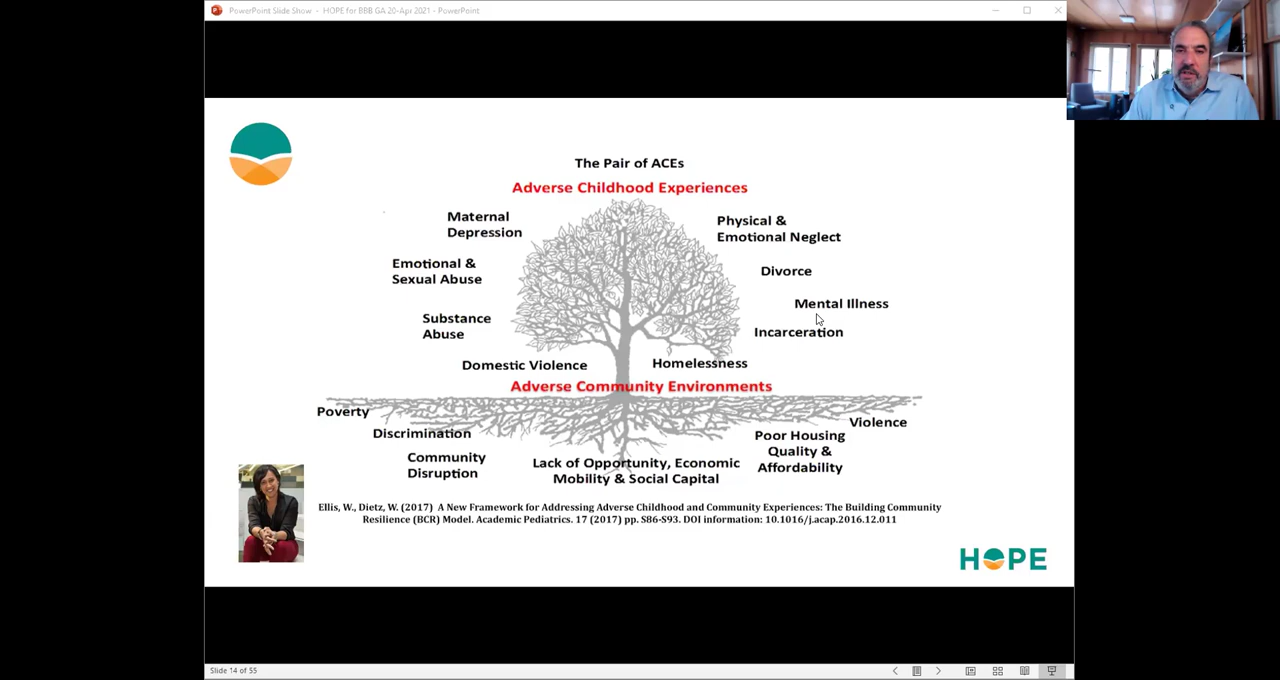 PowerPoint Slide Show - HOPE for BBB GA 20-Apr 2021 - PowerPoint
The Pair of ACEs
Adverse Childhood Experiences
Maternal
Depression
Physical &
Emotional Neglect
Emotional &
Sexual Abuse
Divorce
Mental Illness
Substance
Abuse
Incarceration
Domestic Violence
Homelessness
Adverse Community Environments
Poverty
Discrimination
Violence
Community
Disruption
Lack of Opportunity, Economic
Mobility & Social Capital
Poor Housing
Quality &
Affordability
Ellis, W., Dietz, W. (2017) A New Framework for Addressing Adverse Childhood and Community Experiences: The Building Community
Resilience (BCR) Model. Academic Pediatrics. 17 (2017) pp. S86-S93. DOI information: 10.1016/j.acap.2016.12.011
HOPE
Slide 14 of 55